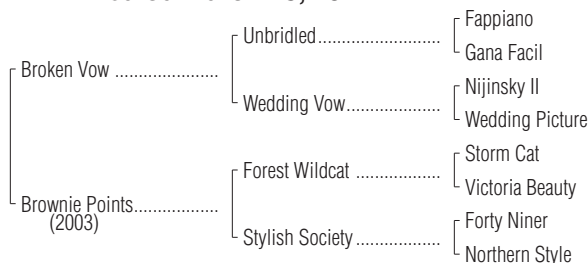 Unbridled
Fappiano
Gana Facil
Broken Vow
Wedding Vow
Nijinsky II
Wedding Picture
Forest Wildcat
Storm Cat
Victoria Beauty
Brownie Points
(2003)
Stylish Society
Forty Niner
Northern Style